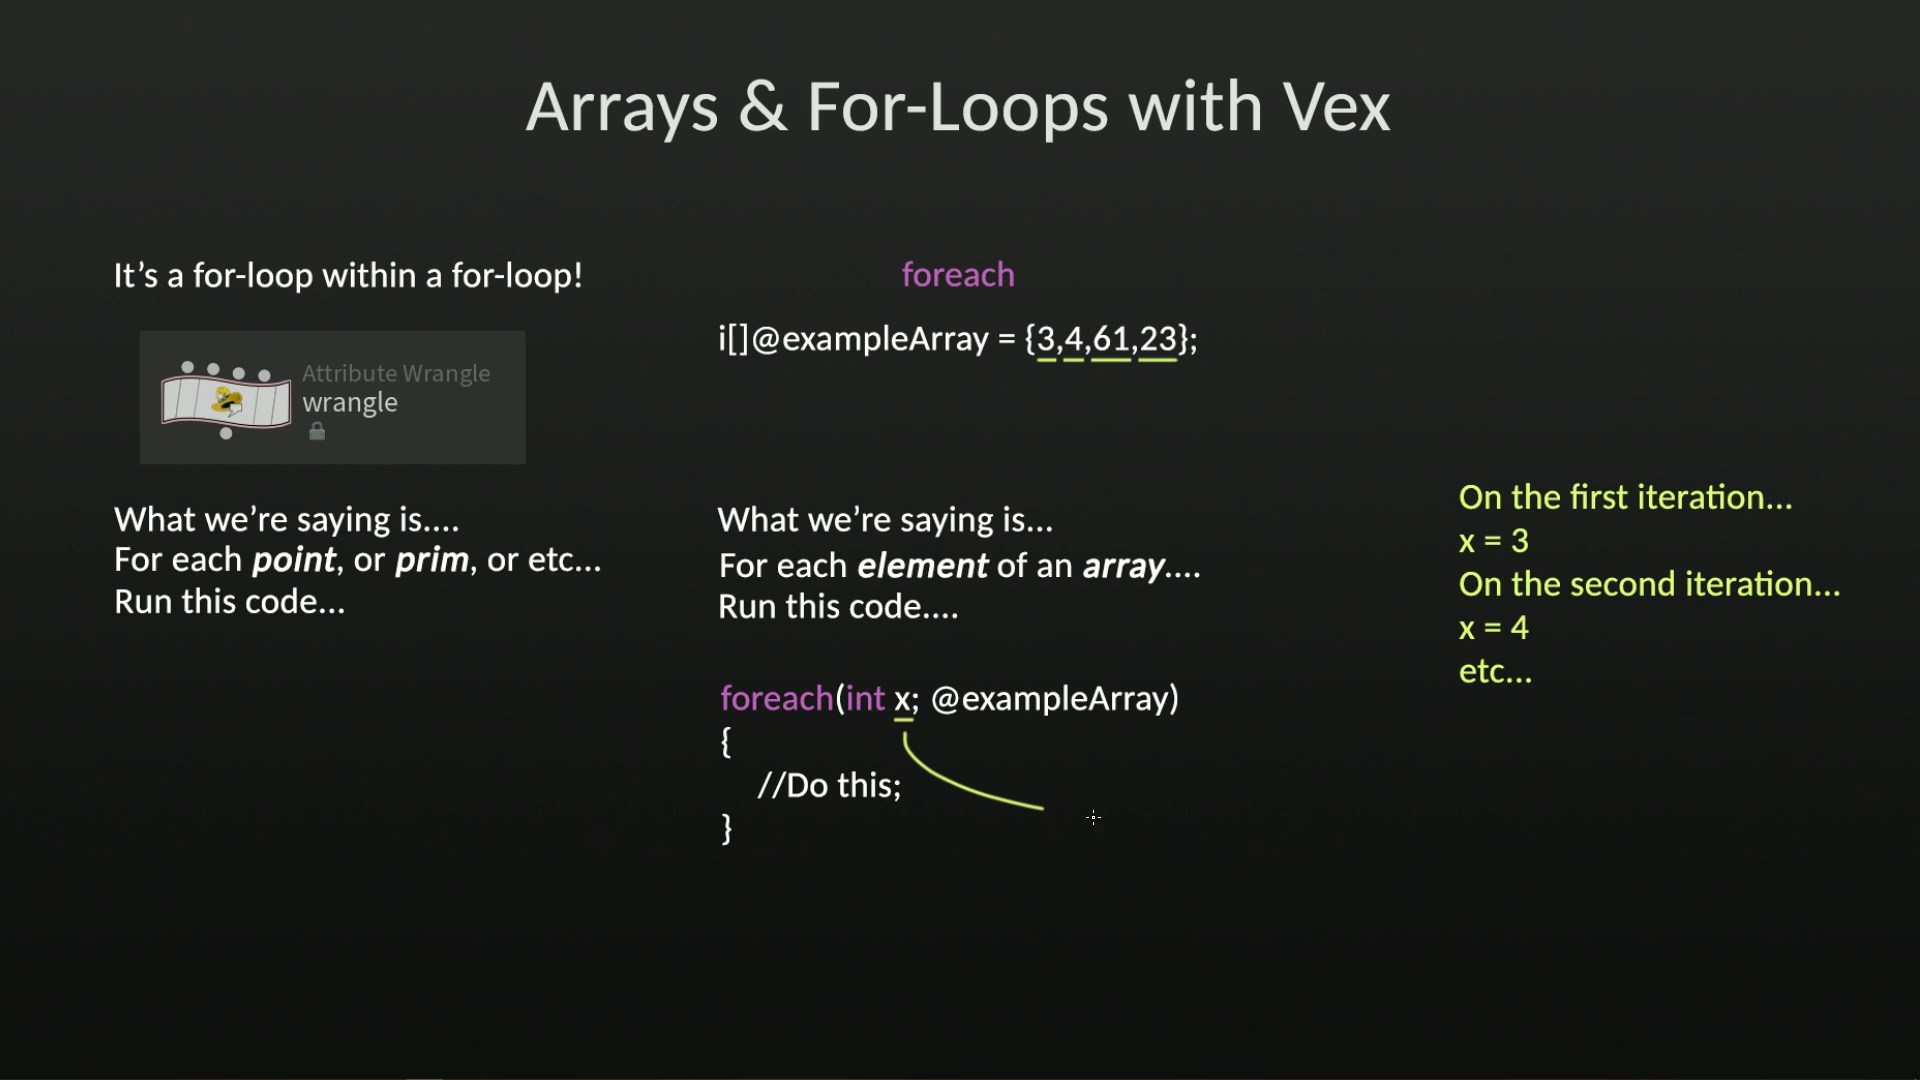 Arrays & For-Loops with Vex
It’s a for-loop within a for-loop!
Attribute Wrangle
wrangle
What we’re saying is....
For each point, or prim, or etc...
Run this code...
foreach
i[]@exampleArray = {3,4,61,23};
What we’re saying is...
For each element of an array....
Run this code....
foreach(int x; @exampleArray)
{
//Do this;
}
On the first iteration...
x = 3
On the second iteration...
x = 4
etc...